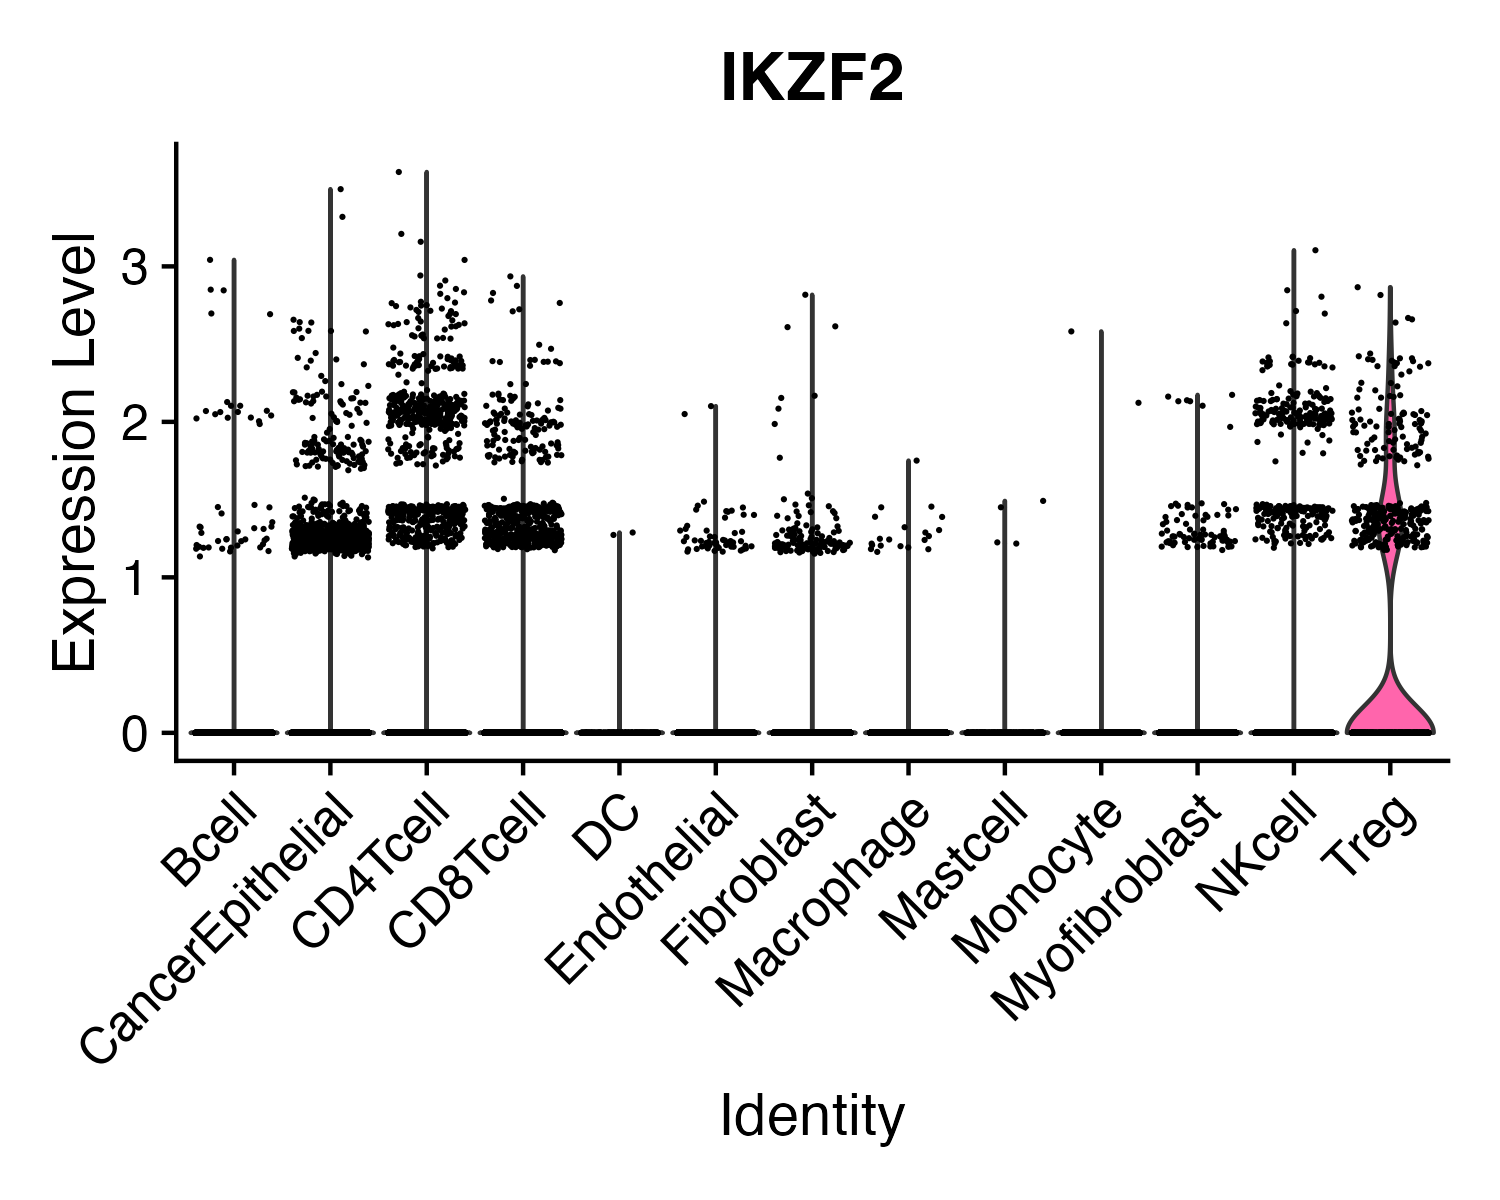 IKZF2
Expression Level
3
2
1
0
Bcell
CancerEpithelial
CD4Tcell
CD8Tcell
DC
Endothelial
Fibroblast
Macrophage
Mastcell
Monocyte
Myofibroblast
NKcell
Treg
Identity